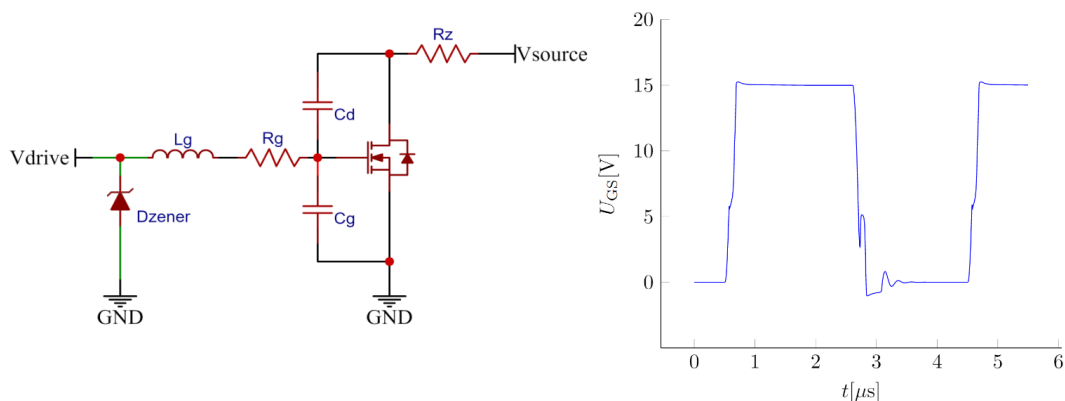 Rz
Vsource
Cd
Lg
Rg
Vdrive
Dzener
Cg
GND
GND
20
15
10
5
0
U_GS[V]
0 1 2 3 4 5 6
t[μs]